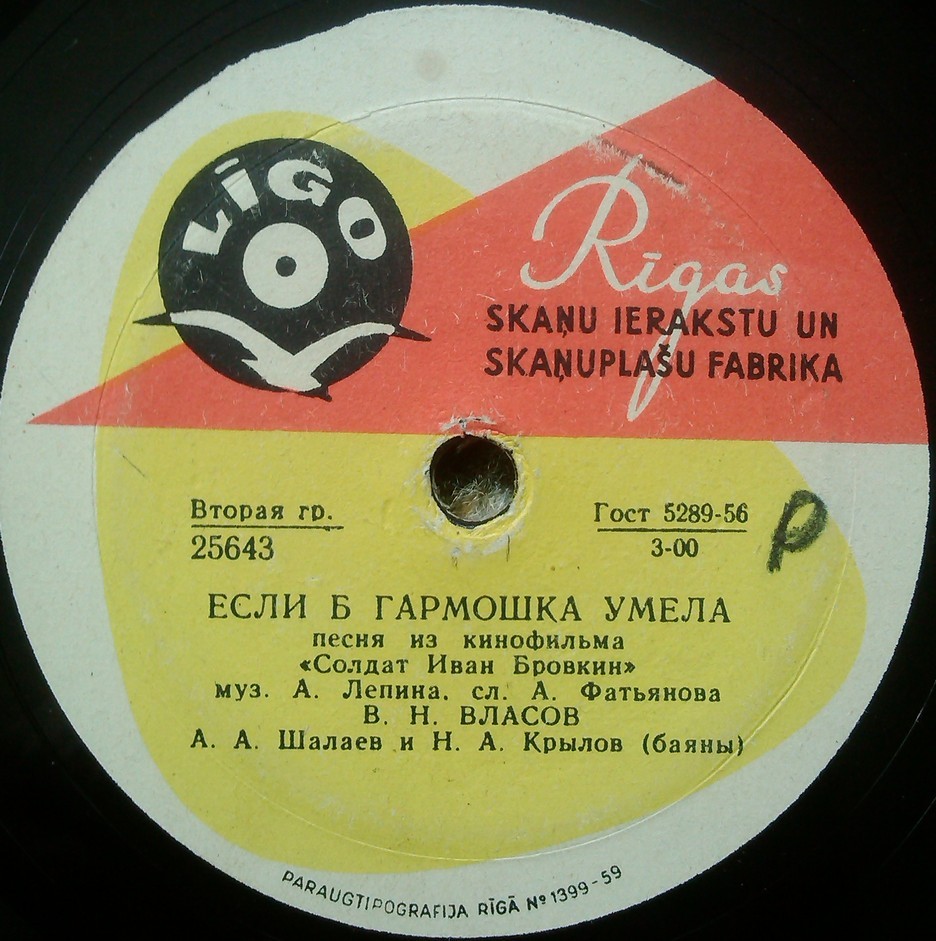 LĪGO
Rīgas
SKAŅU IERAKSTU UN
SKAŅUPLAŠU FABRIKA
Вторая гр.
25643
Гост 5289-56
3-00
P
ЕСЛИ Б ГАРМОШКА УМЕЛА
песня из кинофильма
«Солдат Иван Бровкин»
муз. А. Лепина. сл. А. Фатьянова
В. Н. ВЛАСОВ
А. А. Шалаев и Н. А. Крылов (баяны)
PARAUGTIPOGRAFIJA RĪGĀ № 1399-59